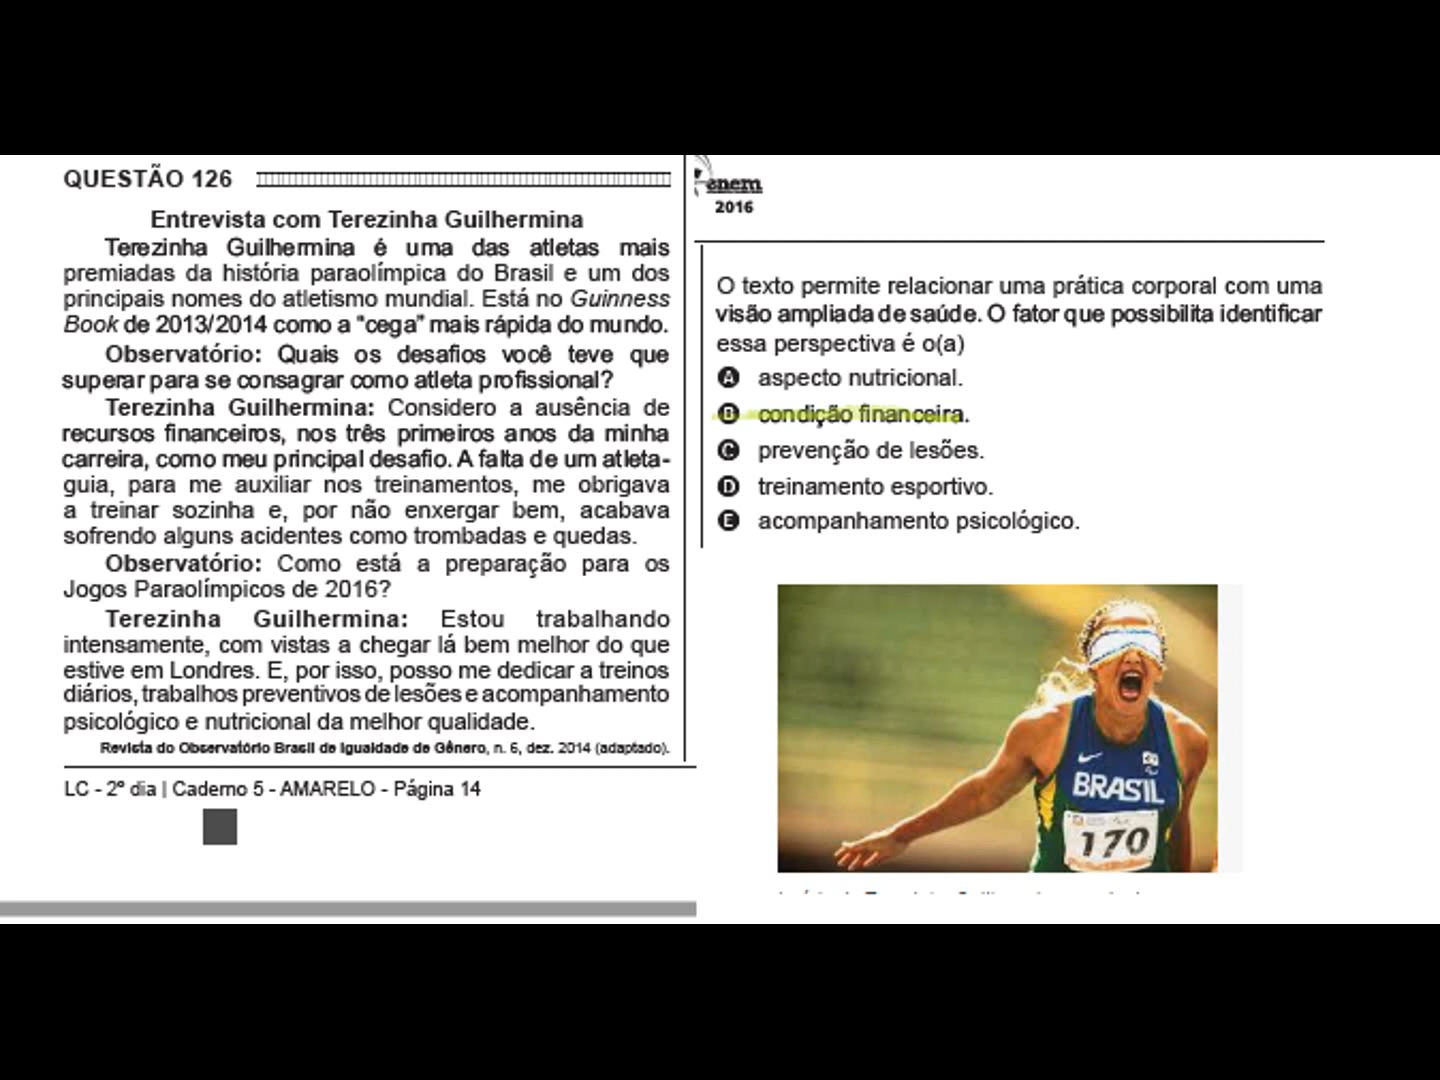 QUESTÃO 126
Entrevista com Terezinha Guilhermina
Terezinha Guilhermina é uma das atletas mais
premiadas da história paraolímpica do Brasil e um dos
principais nomes do atletismo mundial. Está no Guinness
Book de 2013/2014 como a “cega” mais rápida do mundo.
Observatório: Quais os desafios você teve que
superar para se consagrar como atleta profissional?
Terezinha Guilhermina: Considero a ausência de
recursos financeiros, nos três primeiros anos da minha
carreira, como meu principal desafio. A falta de um atleta-
guia, para me auxiliar nos treinamentos, me obrigava
a treinar sozinha e, por não enxergar bem, acabava
sofrendo alguns acidentes como trombadas e quedas.
Observatório: Como está a preparação para os
Jogos Paraolímpicos de 2016?
Terezinha Guilhermina: Estou trabalhando
intensamente, com vistas a chegar lá bem melhor do que
estive em Londres. E, por isso, posso me dedicar a treinos
diários, trabalhos preventivos de lesões e acompanhamento
psicológico e nutricional da melhor qualidade.
Revista do Observatório Brasil de Igualdade de Gênero, n. 6, dez. 2014 (adaptado).
LC - 2º dia | Caderno 5 - AMARELO - Página 14
enem
2016
O texto permite relacionar uma prática corporal com uma
visão ampliada de saúde. O fator que possibilita identificar
essa perspectiva é o(a)
A aspecto nutricional.
B condição financeira.
C prevenção de lesões.
D treinamento esportivo.
E acompanhamento psicológico.
BRASIL
170